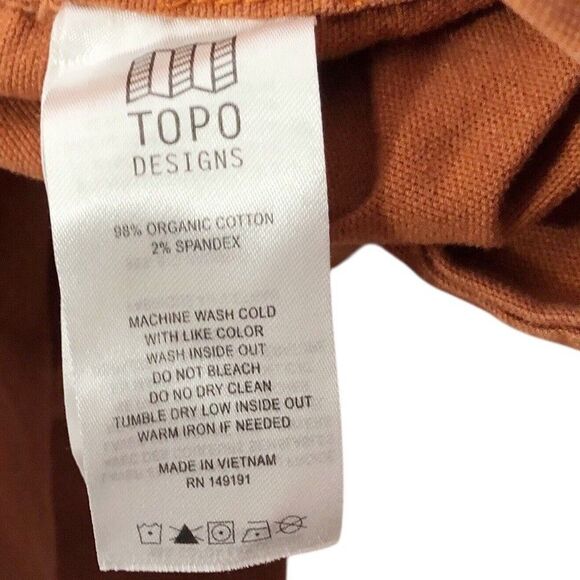 TOPO
DESIGNS
98% ORGANIC COTTON
2% SPANDEX
MACHINE WASH COLD
WITH LIKE COLOR
WASH INSIDE OUT
DO NOT BLEACH
DO NO DRY CLEAN
TUMBLE DRY LOW INSIDE OUT
WARM IRON IF NEEDED
MADE IN VIETNAM
RN 149191